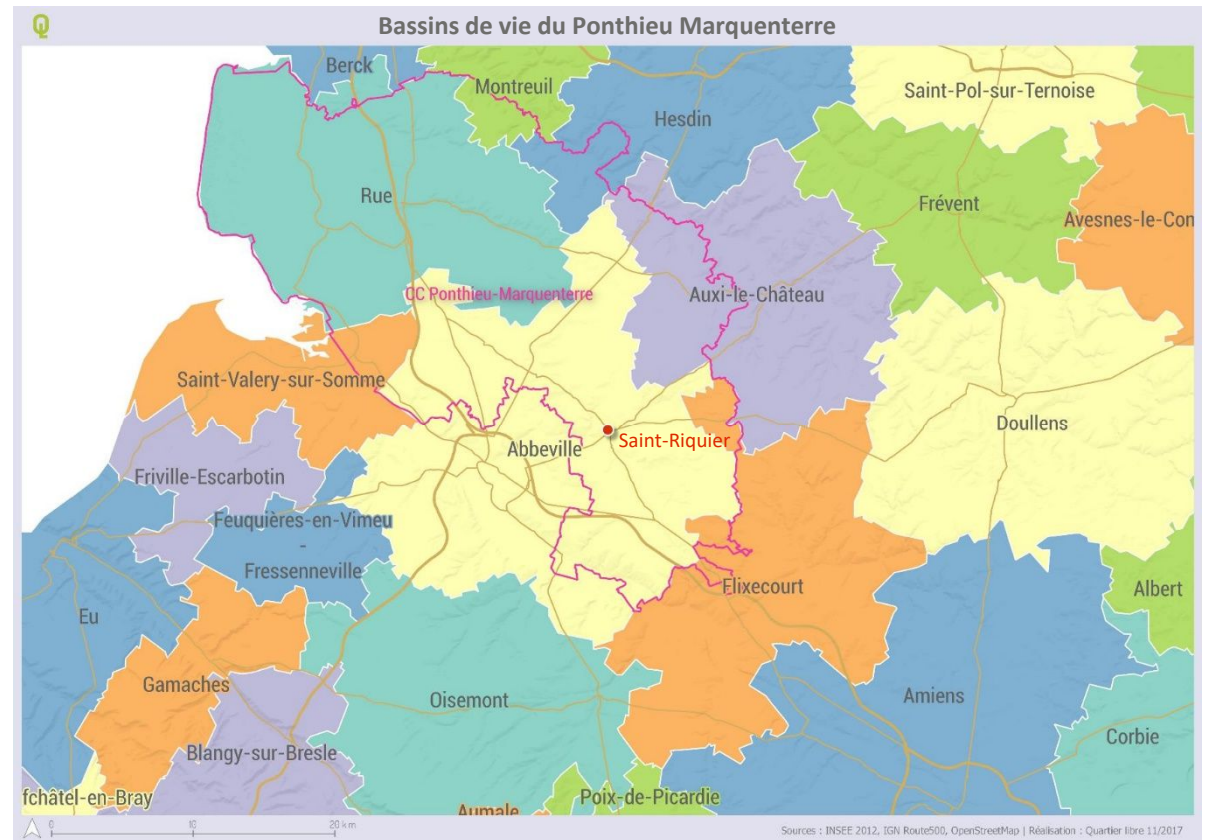 Q
Bassins de vie du Ponthieu Marquenterre
Berck
Montreuil
Saint-Pol-sur-Ternoise
Hesdin
Rue
Frévent
Avesnes-le-Con
CC Ponthieu-Marquenterre
Auxi-le-Château
Saint-Valery-sur-Somme
Doullens
Saint-Riquier
Abbeville
Friville-Escarbotin
Feuquières-en-Vimeu
-
Fressenneville
Flixecourt
Albert
Eu
Gamaches
Oisemont
Amiens
Corbie
Blangy-sur-Bresle
fchâtel-en-Bray
Aumale
Poix-de-Picardie
0 10 20 km
Sources : INSEE 2012, IGN Route500, OpenStreetMap | Réalisation : Quartier libre 11/2017